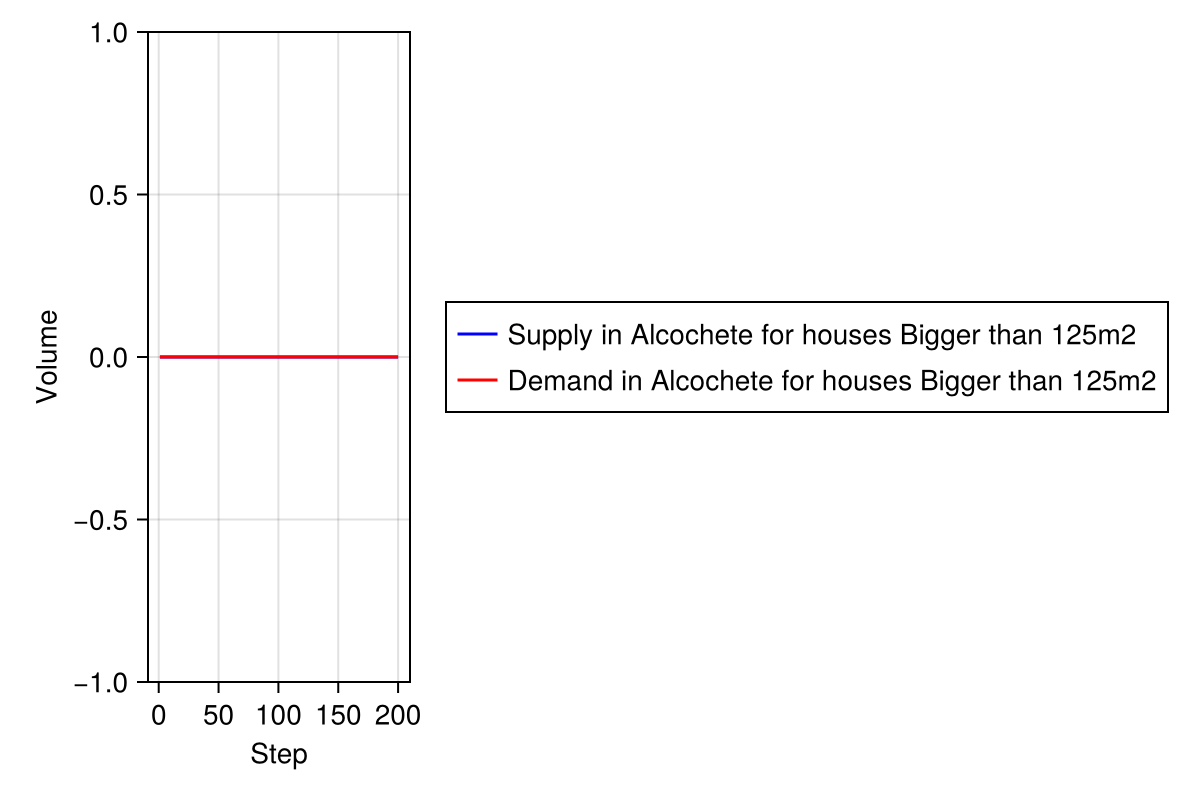 1.0
0.5
0.0
−0.5
−1.0
Volume
0 50 100 150 200
Step
Supply in Alcochete for houses Bigger than 125m2
Demand in Alcochete for houses Bigger than 125m2